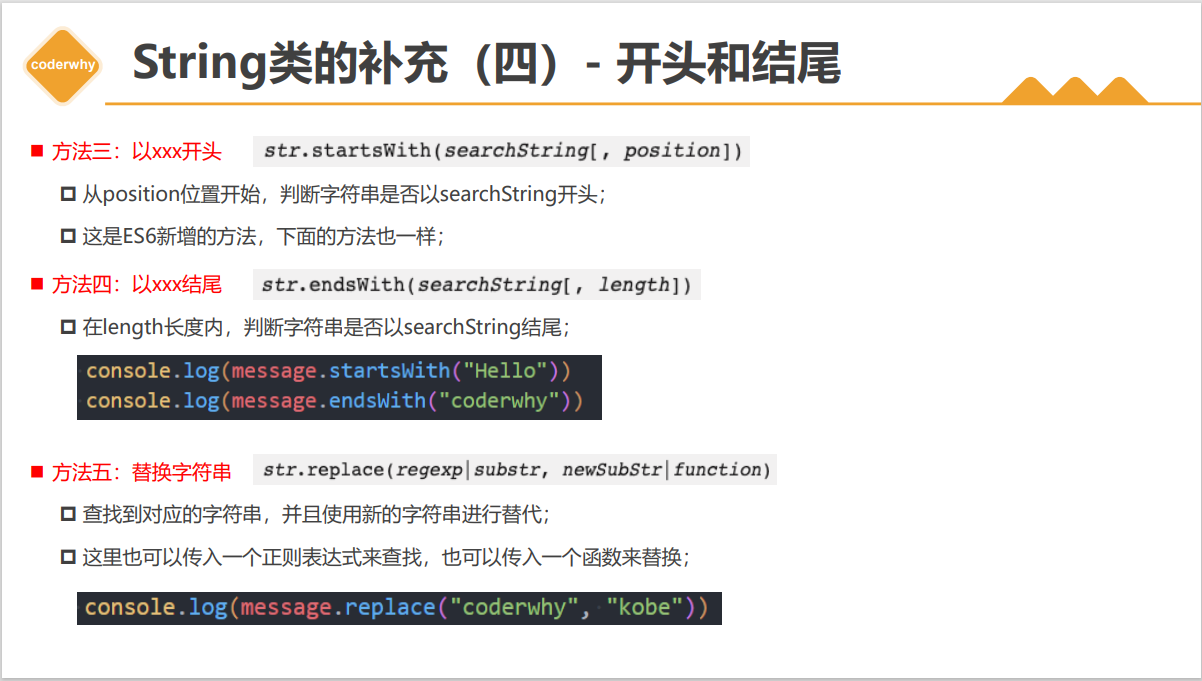 coderwhy
String类的补充（四）- 开头和结尾
方法三：以xxx开头 str.startsWith(searchString[, position])
从position位置开始，判断字符串是否以searchString开头；
这是ES6新增的方法，下面的方法也一样；
方法四：以xxx结尾 str.endsWith(searchString[, length])
在length长度内，判断字符串是否以searchString结尾；
console.log(message.startsWith("Hello"))
console.log(message.endsWith("coderwhy"))
方法五：替换字符串 str.replace(regexp|substr, newSubStr|function)
查找到对应的字符串，并且使用新的字符串进行替代；
这里也可以传入一个正则表达式来查找，也可以传入一个函数来替换；
console.log(message.replace("coderwhy", "kobe"))